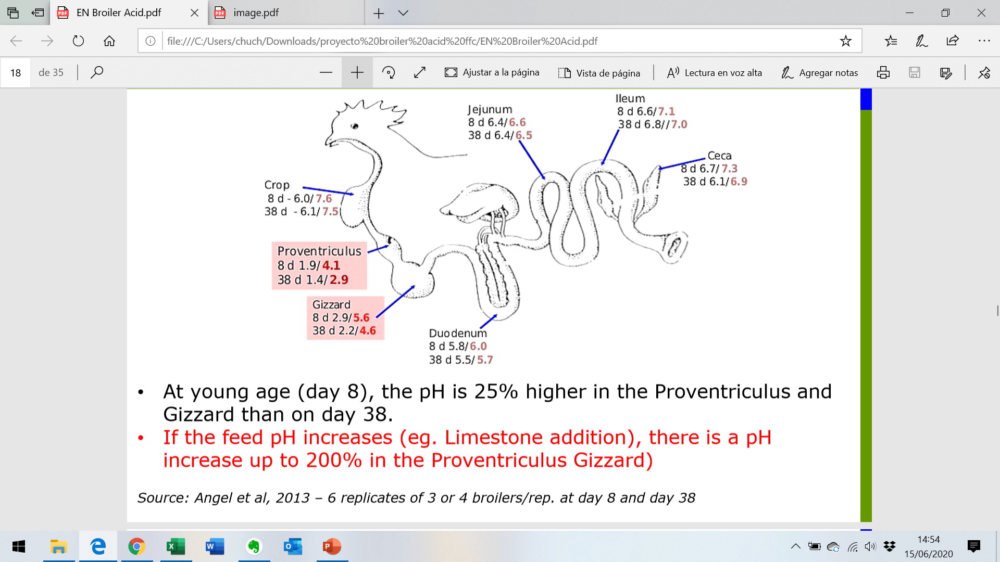 EN Broiler Acid.pdf
image.pdf
file:///C:/Users/chuch/Downloads/proyecto%20broiler%20acid%20ffc/EN%20Broiler%20Acid.pdf
18 de 35
Ajustar a la página
Vista de página
Lectura en voz alta
Agregar notas
Ileum
8 d 6.6/7.1
38 d 6.8//7.0
Jejunum
8 d 6.4/6.6
38 d 6.4/6.5
Ceca
8 d 6.7/7.3
38 d 6.1/6.9
Crop
8 d - 6.0/7.6
38 d - 6.1/7.5
Proventriculus
8 d 1.9/4.1
38 d 1.4/2.9
Gizzard
8 d 2.9/5.6
38 d 2.2/4.6
Duodenum
8 d 5.8/6.0
38 d 5.5/5.7
• At young age (day 8), the pH is 25% higher in the Proventriculus and
Gizzard than on day 38.
• If the feed pH increases (eg. Limestone addition), there is a pH
increase up to 200% in the Proventriculus Gizzard)
Source: Angel et al, 2013 – 6 replicates of 3 or 4 broilers/rep. at day 8 and day 38
14:54
15/06/2020